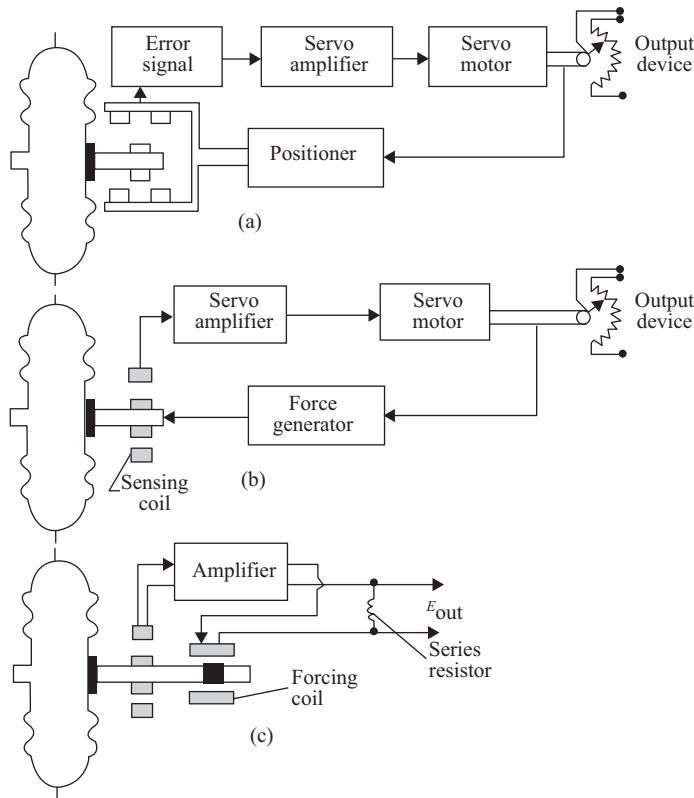 Error
signal
Servo
amplifier
Servo
motor
Output
device
Positioner
(a)
Servo
amplifier
Servo
motor
Output
device
Force
generator
Sensing
coil
(b)
Amplifier
Eout
Series
resistor
Forcing
coil
(c)